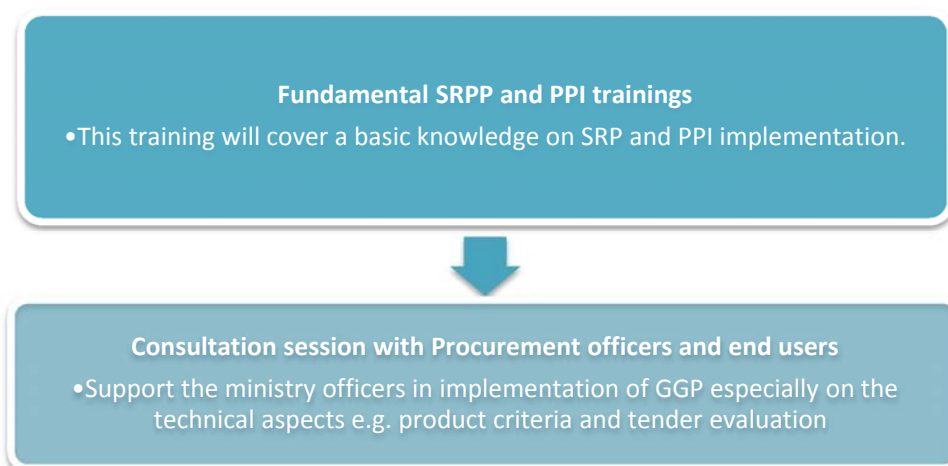 Fundamental SRPP and PPI trainings
•This training will cover a basic knowledge on SRP and PPI implementation.
Consultation session with Procurement officers and end users
•Support the ministry officers in implementation of GGP especially on the
technical aspects e.g. product criteria and tender evaluation